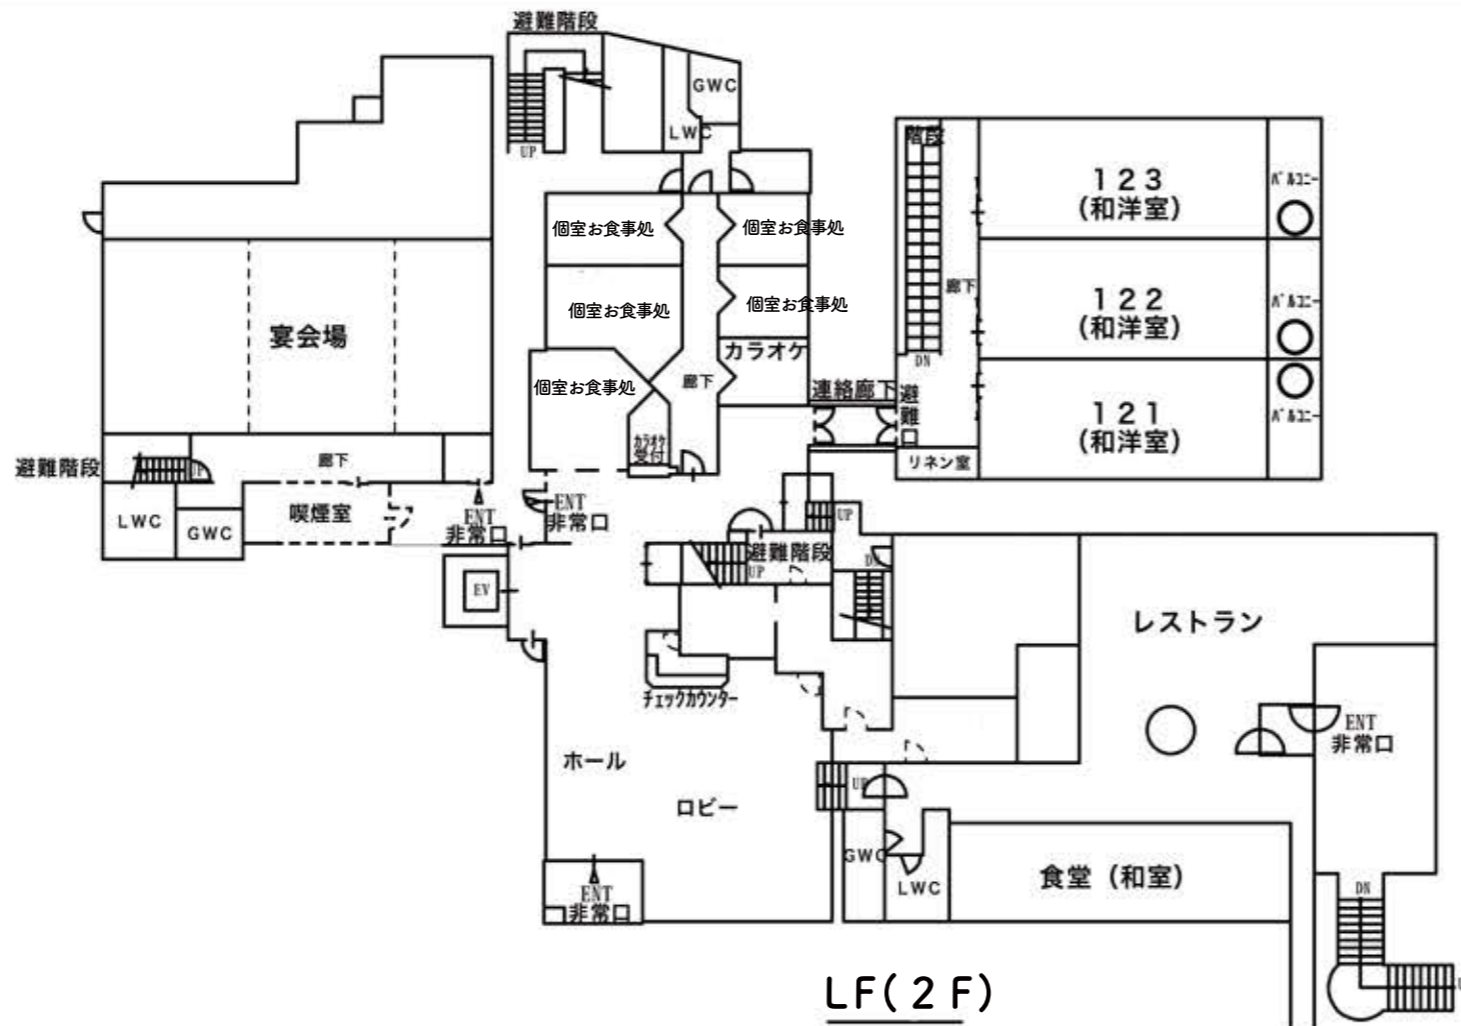 避難階段
GWC
LWC
UP
階段
123
(和洋室)
バルコニー
個室お食事処
個室お食事処
廊下
122
(和洋室)
バルコニー
個室お食事処
個室お食事処
宴会場
カラオケ
DN
個室お食事処
廊下
連絡廊下
避難口
121
(和洋室)
バルコニー
カラオケ
受付
リネン室
避難階段
UP
廊下
LWC
GWC
喫煙室
ENT
非常口
ENT
非常口
UP
避難階段
UP
DN
EV
レストラン
チェックカウンター
ENT
非常口
ホール
ロビー
UP
GWC
LWC
食堂(和室)
ENT
非常口
DN
LF(2F)